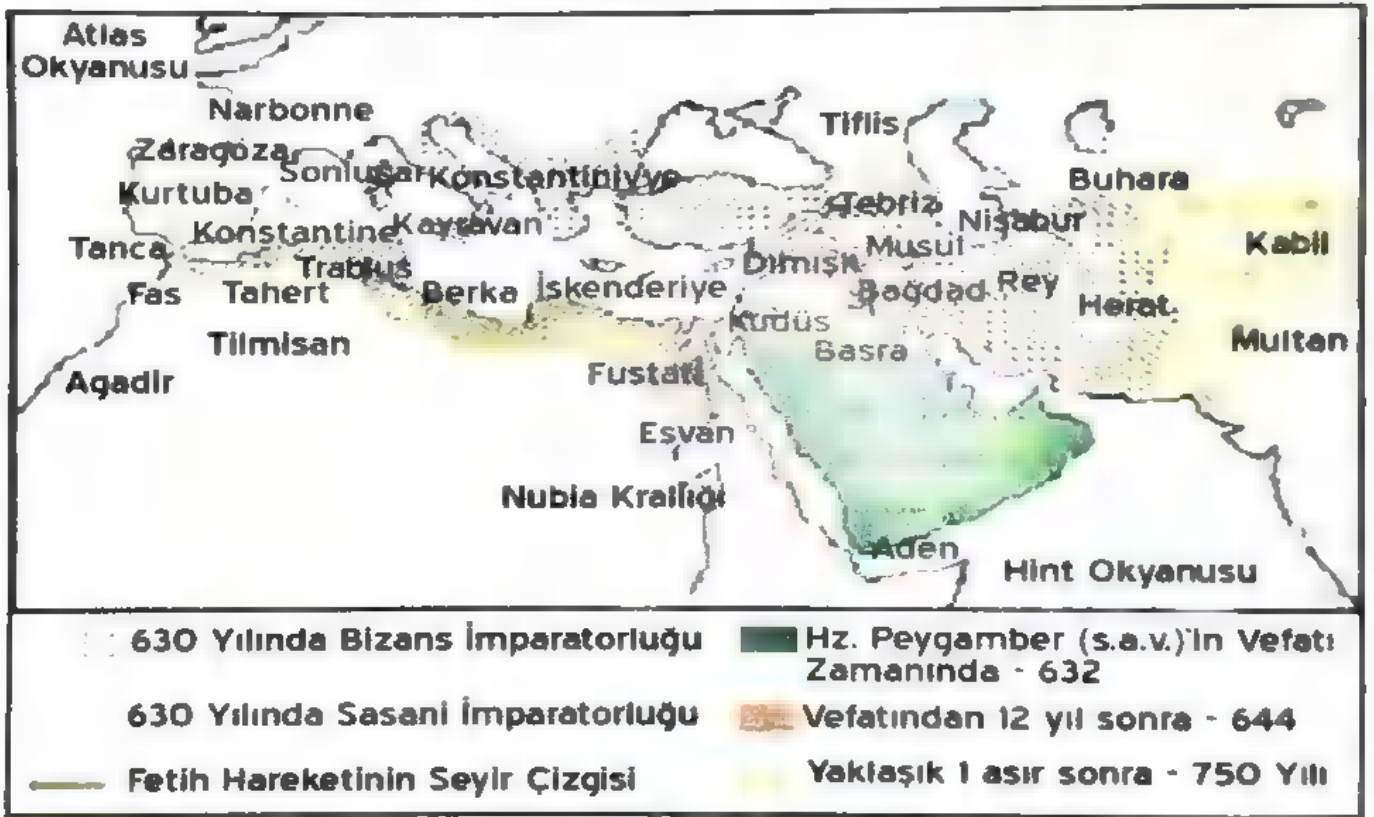 Atlas
Okyanusu
Narbonne
Tiflis
Zaragoza
Buhara
Kurtuba
Konstantiniyye
Tebriz
Nişabur
Konstantine
Kayravan
Tanca
Musul
Kabil
Trablus
Dımışk
Fas
Tahert
Berka
İskenderiye
Bağdad
Rey
Herat
Kudüs
Tilmisan
Basra
Multan
Agadir
Fustat
Esvan
Nubia Krallığı
Aden
Hint Okyanusu
630 Yılında Bizans İmparatorluğu
630 Yılında Sasani İmparatorluğu
Fetih Hareketinin Seyir Çizgisi
Hz. Peygamber (s.a.v.)'in Vefatı
Zamanında - 632
Vefatından 12 yıl sonra - 644
Yaklaşık 1 asır sonra - 750 Yılı